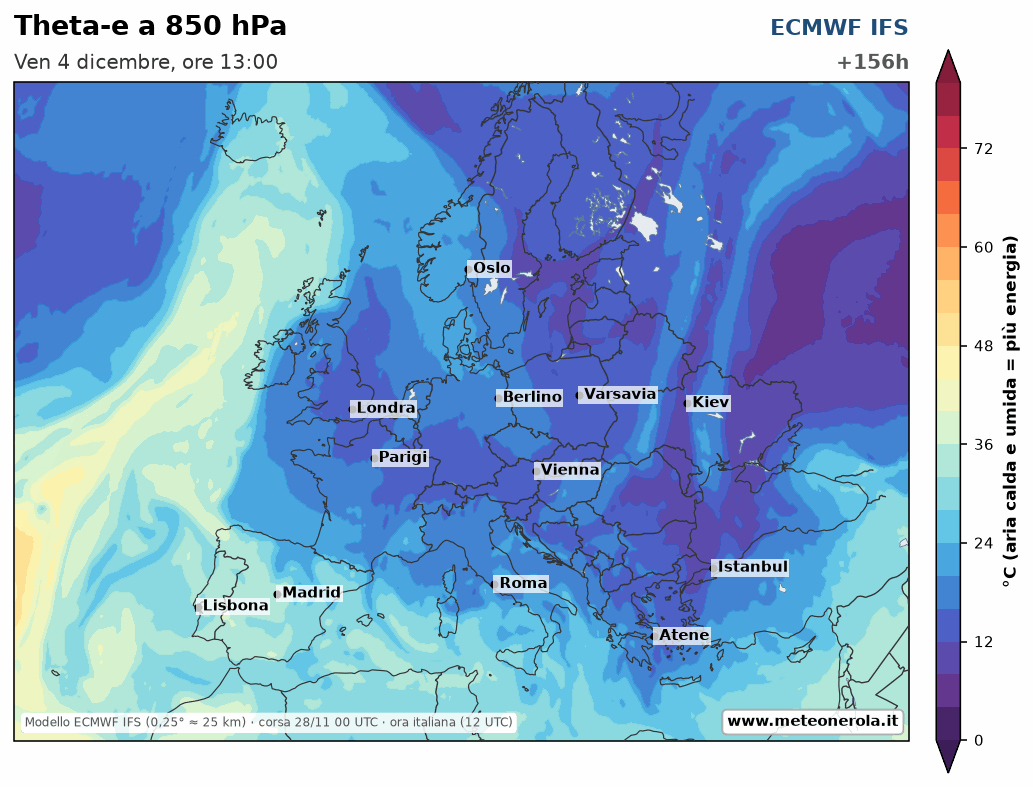 Theta-e a 850 hPa
ECMWF IFS
Ven 4 dicembre, ore 13:00
+156h
72
60
48
36
24
12
0
°C (aria calda e umida = più energia)
Oslo
Berlino
Varsavia
Kiev
Londra
Parigi
Vienna
Istanbul
Roma
Madrid
Lisbona
Atene
Modello ECMWF IFS (0,25° ≈ 25 km) · corsa 28/11 00 UTC · ora italiana (12 UTC)
www.meteonerola.it